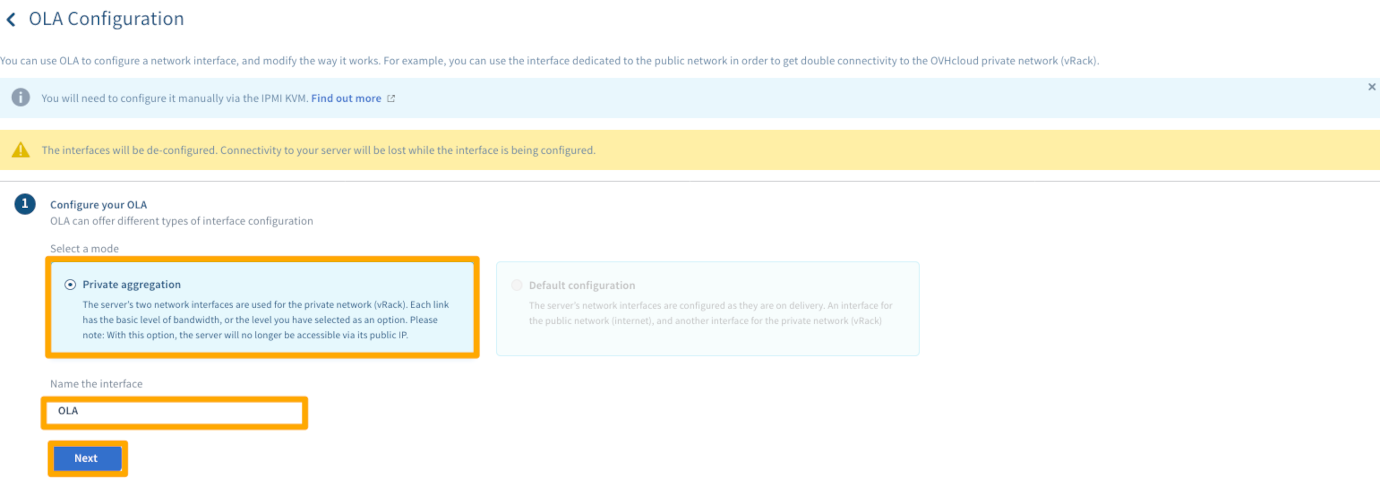 OLA Configuration
You can use OLA to configure a network interface, and modify the way it works. For example, you can use the interface dedicated to the public network in order to get double connectivity to the OVHcloud private network (vRack).
You will need to configure it manually via the IPMI KVM. Find out more
The interfaces will be de-configured. Connectivity to your server will be lost while the interface is being configured.
1 Configure your OLA
OLA can offer different types of interface configuration
Select a mode
Private aggregation
The server's two network interfaces are used for the private network (vRack). Each link
has the basic level of bandwidth, or the level you have selected as an option. Please
note: With this option, the server will no longer be accessible via its public IP.
Default configuration
The server's network interfaces are configured as they are on delivery. An interface for
the public network (internet), and another interface for the private network (vRack)
Name the interface
OLA
Next